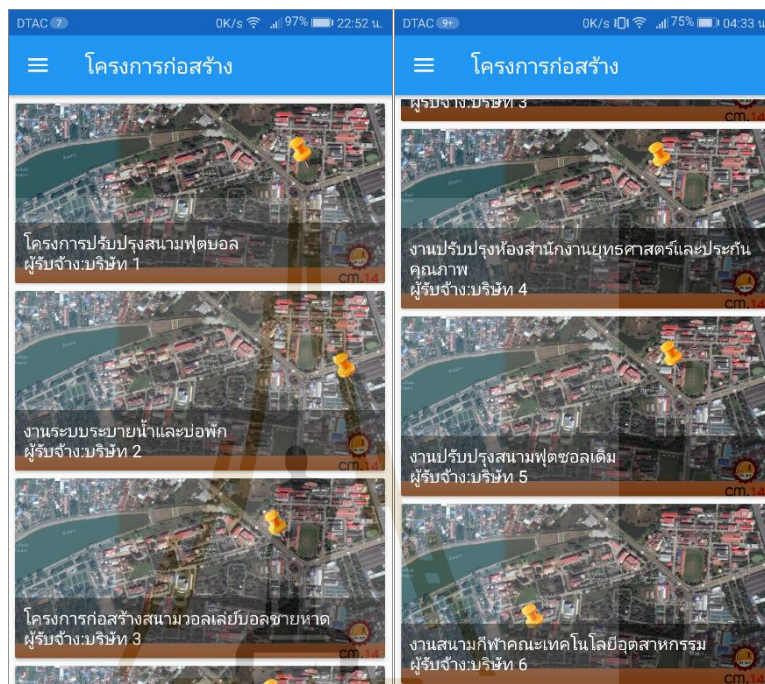 DTAC 7 0K/s 97% 22:52 น.
โครงการก่อสร้าง
โครงการปรับปรุงสนามฟุตบอล
ผู้รับจ้าง:บริษัท 1
cm.14
งานระบบระบายน้ำและบ่อพัก
ผู้รับจ้าง:บริษัท 2
cm.14
โครงการก่อสร้างสนามวอลเล่ย์บอลชายหาด
ผู้รับจ้าง:บริษัท 3
cm.14
DTAC 9+ 0K/s 75% 04:33 น
โครงการก่อสร้าง
ผู้รับจ้าง:บริษัท 3
cm.14
งานปรับปรุงห้องสำนักงานยุทธศาสตร์และประกัน
คุณภาพ
ผู้รับจ้าง:บริษัท 4
cm.14
งานปรับปรุงสนามฟุตซอลเดิม
ผู้รับจ้าง:บริษัท 5
cm.14
งานสนามกีฬาคณะเทคโนโลยีอุตสาหกรรม
ผู้รับจ้าง:บริษัท 6
cm.14